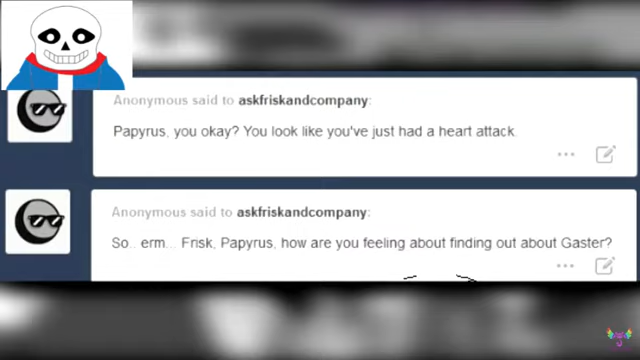 Anonymous said to askfriskandcompany:
Papyrus, you okay? You look like you've just had a heart attack.
Anonymous said to askfriskandcompany:
So.. erm... Frisk, Papyrus, how are you feeling about finding out about Gaster?